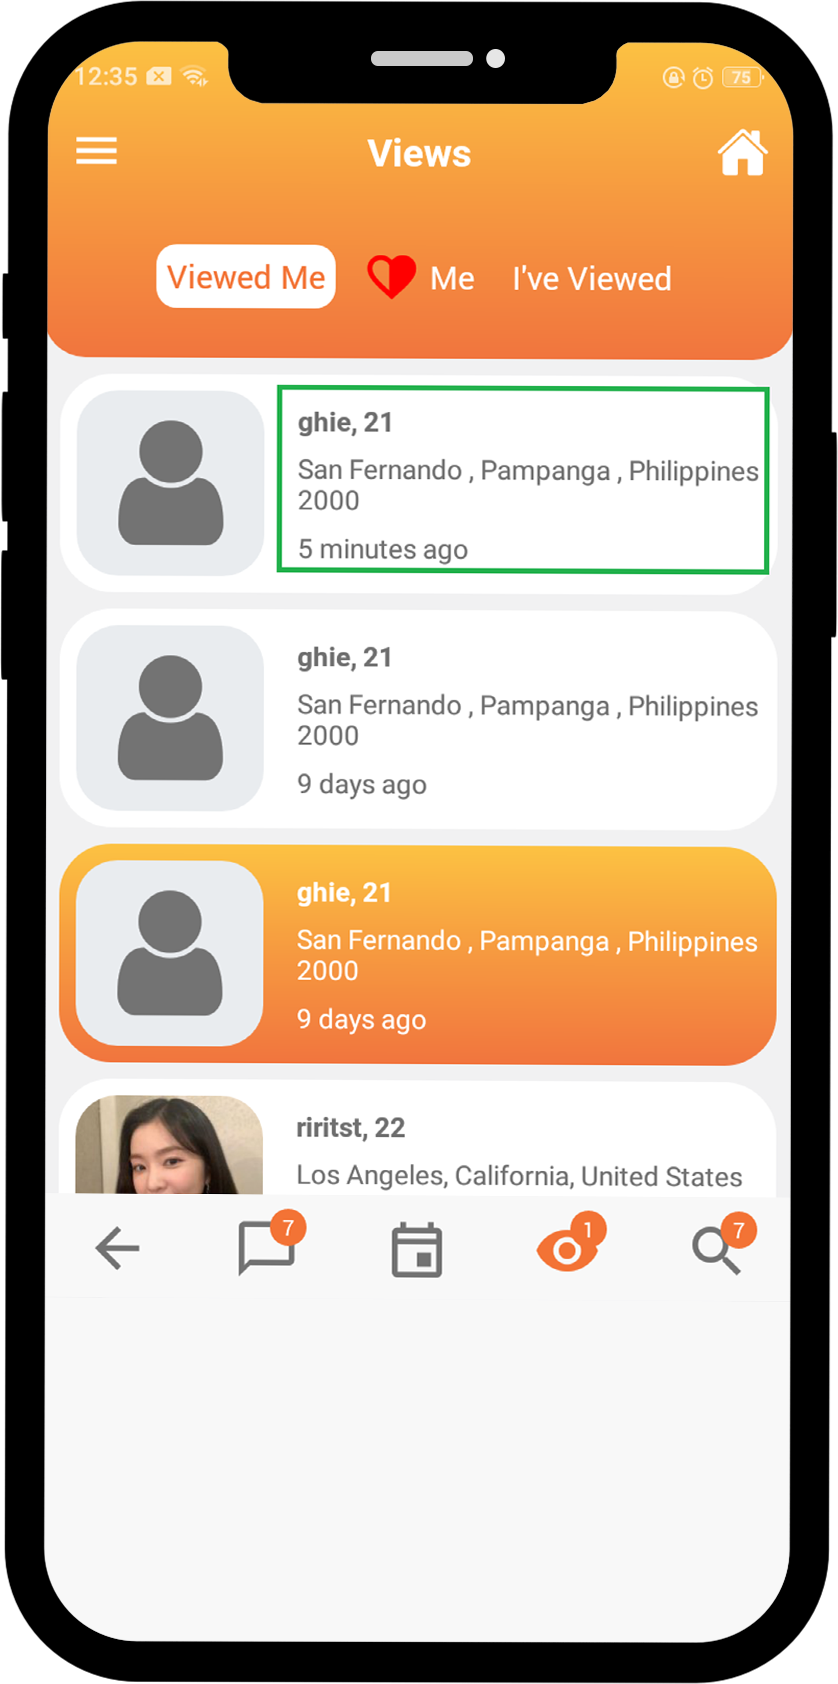 12:35
75
Views
Viewed Me
Me
I've Viewed
ghie, 21
San Fernando , Pampanga , Philippines
2000
5 minutes ago
ghie, 21
San Fernando , Pampanga , Philippines
2000
9 days ago
ghie, 21
San Fernando , Pampanga , Philippines
2000
9 days ago
riritst, 22
Los Angeles, California, United States
7
1
7